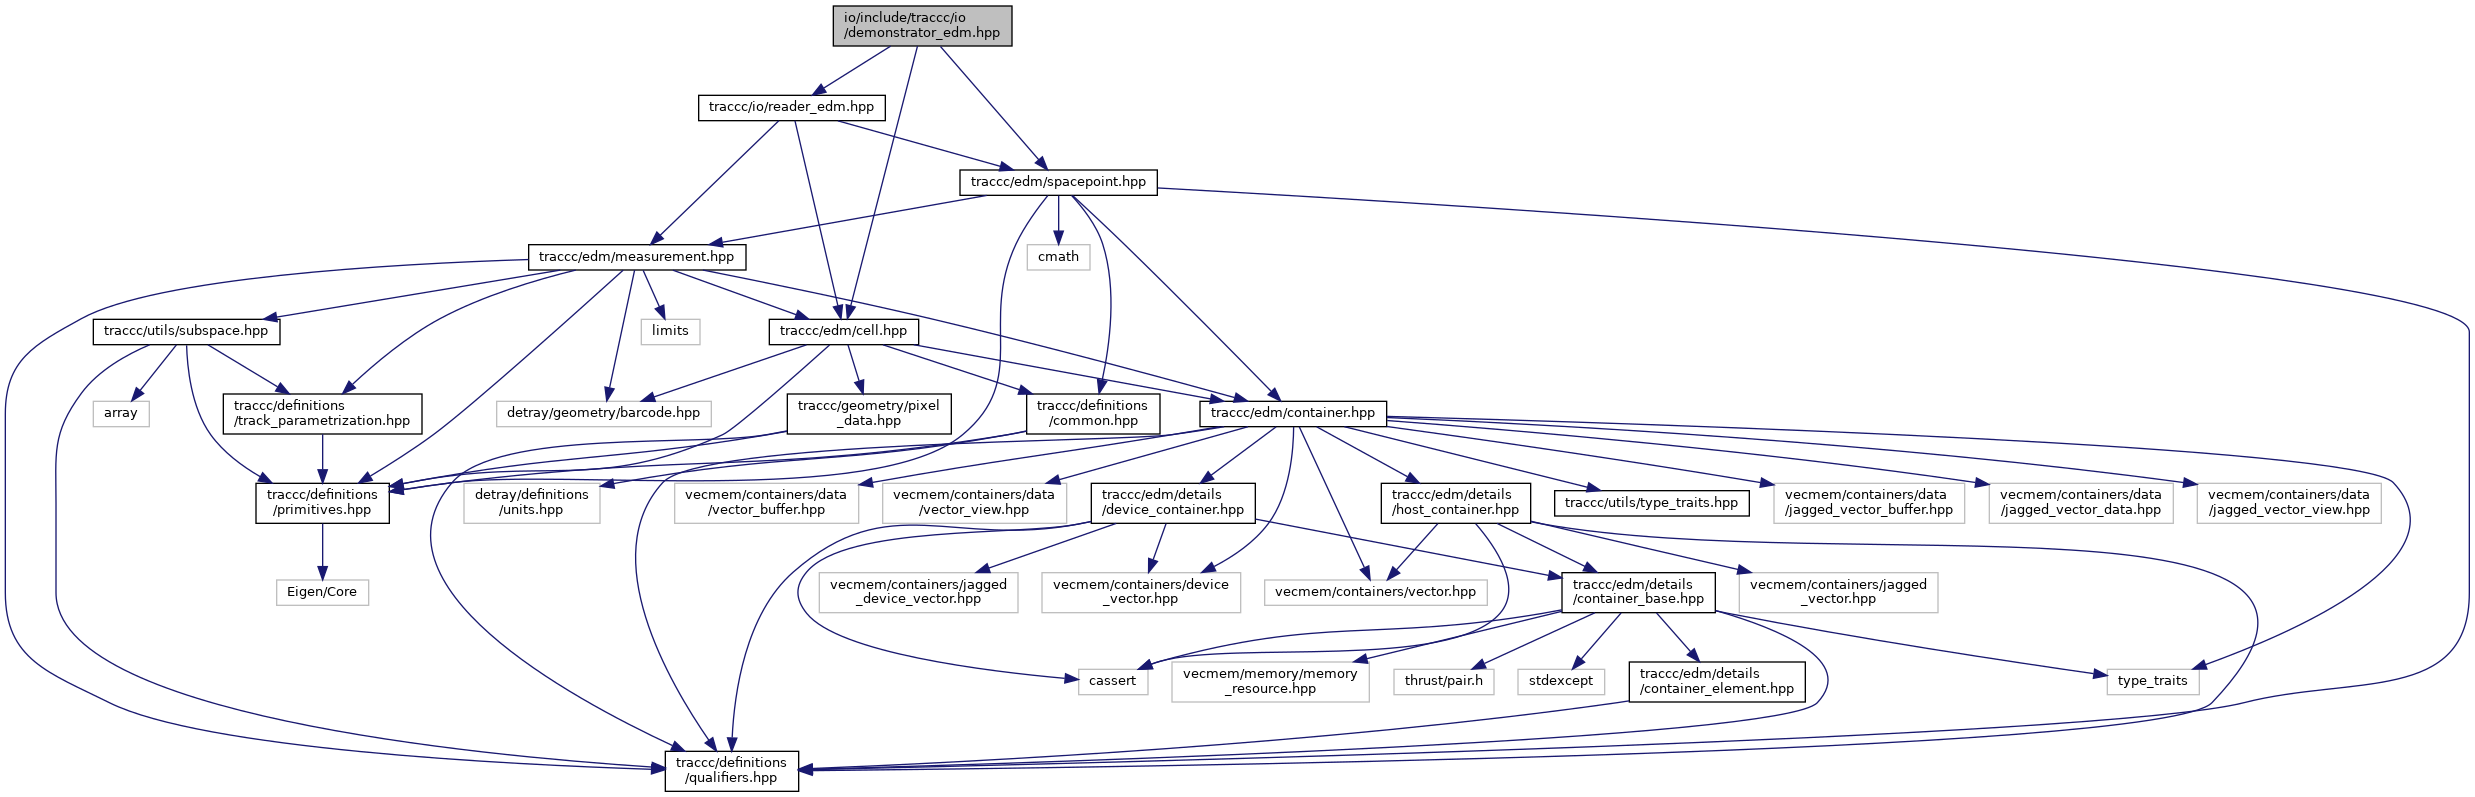 io/include/traccc/io
/demonstrator_edm.hpp
traccc/io/reader_edm.hpp
traccc/edm/spacepoint.hpp
traccc/edm/measurement.hpp
cmath
traccc/utils/subspace.hpp
limits
traccc/edm/cell.hpp
array
traccc/definitions
/track_parametrization.hpp
detray/geometry/barcode.hpp
traccc/geometry/pixel
_data.hpp
traccc/definitions
/common.hpp
traccc/edm/container.hpp
traccc/definitions
/primitives.hpp
detray/definitions
/units.hpp
vecmem/containers/data
/vector_buffer.hpp
vecmem/containers/data
/vector_view.hpp
traccc/edm/details
/device_container.hpp
traccc/edm/details
/host_container.hpp
traccc/utils/type_traits.hpp
vecmem/containers/data
/jagged_vector_buffer.hpp
vecmem/containers/data
/jagged_vector_data.hpp
vecmem/containers/data
/jagged_vector_view.hpp
Eigen/Core
vecmem/containers/jagged
_device_vector.hpp
vecmem/containers/device
_vector.hpp
vecmem/containers/vector.hpp
traccc/edm/details
/container_base.hpp
vecmem/containers/jagged
_vector.hpp
cassert
vecmem/memory/memory
_resource.hpp
thrust/pair.h
stdexcept
traccc/edm/details
/container_element.hpp
type_traits
traccc/definitions
/qualifiers.hpp